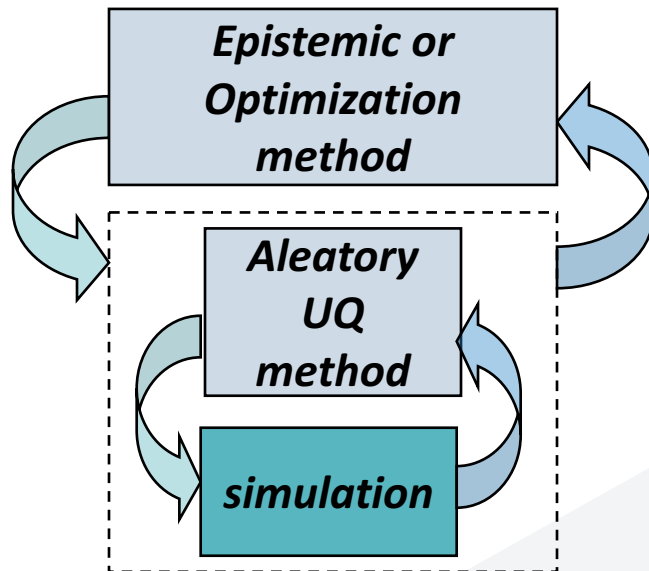 Epistemic or
Optimization
method
Aleatory
UQ
method
simulation